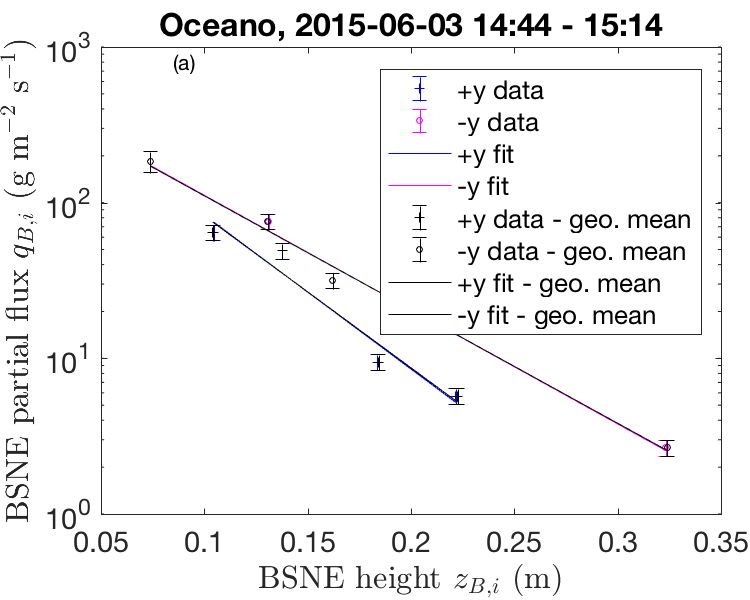 Oceano, 2015-06-03 14:44 - 15:14
(a)
10³
10²
10¹
10⁰
BSNE partial flux q_{B,i} (g m⁻² s⁻¹)
+y data
-y data
+y fit
-y fit
+y data - geo. mean
-y data - geo. mean
+y fit - geo. mean
-y fit - geo. mean
0.05 0.1 0.15 0.2 0.25 0.3 0.35
BSNE height z_{B,i} (m)